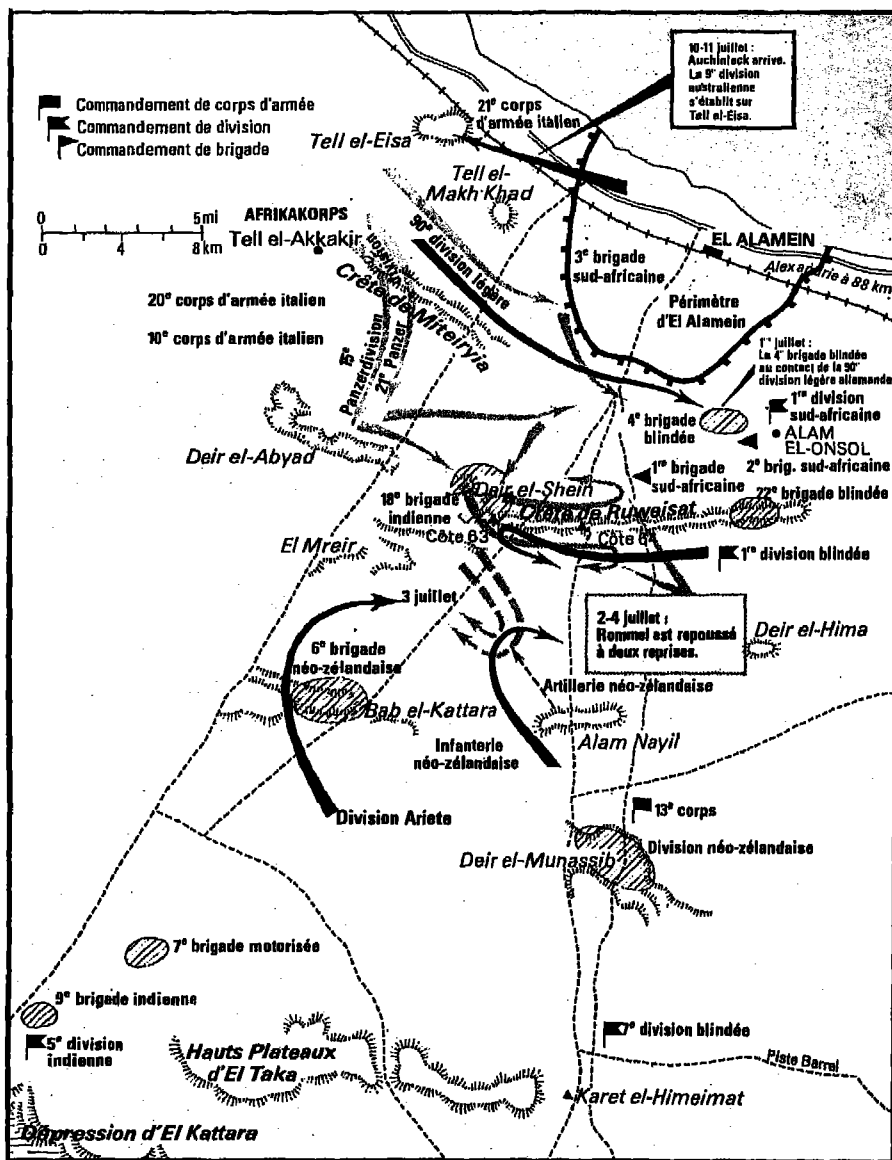 10-11 juillet :
Auchinleck arrive.
La 9e division
australienne
s'établit sur
Tell el-Eisa.
Commandement de corps d'armée
Commandement de division
Commandement de brigade
21e corps
d'armée italien
Tell el-Eisa
Tell el-
Makh Khad
0 5 mi
0 4 8 km
AFRIKAKORPS
Tell el-Akkakir
90e division légère
Crête de Miteiryia
3e brigade
sud-africaine
EL ALAMEIN
Alexandrie à 88 km
Périmètre
d'El Alamein
20e corps d'armée italien
10e corps d'armée italien
15e
Panzerdivision
21e Panzer
1er juillet :
La 4e brigade blindée
au contact de la 90e
division légère allemande
4e brigade
blindée
1re division
sud-africaine
ALAM
EL-ONSOL
Deir el-Abyad
1re brigade
sud-africaine
2e brig. sud-africaine
22e brigade blindée
Deir el-Shein
18e brigade
indienne
Crête de Ruweisat
Côte 63
Côte 64
El Mreir
1re division blindée
3 juillet
2-4 juillet :
Rommel est repoussé
à deux reprises.
Deir el-Hima
6e brigade
néo-zélandaise
Bab el-Kattara
Artillerie néo-zélandaise
Alam Nayil
Infanterie
néo-zélandaise
Division Ariete
13e corps
Division néo-zélandaise
Deir el-Munassib
7e brigade motorisée
9e brigade indienne
5e division
indienne
Hauts Plateaux
d'El Taka
7e division blindée
Piste Barrel
Karet el-Himeimat
Dépression d'El Kattara